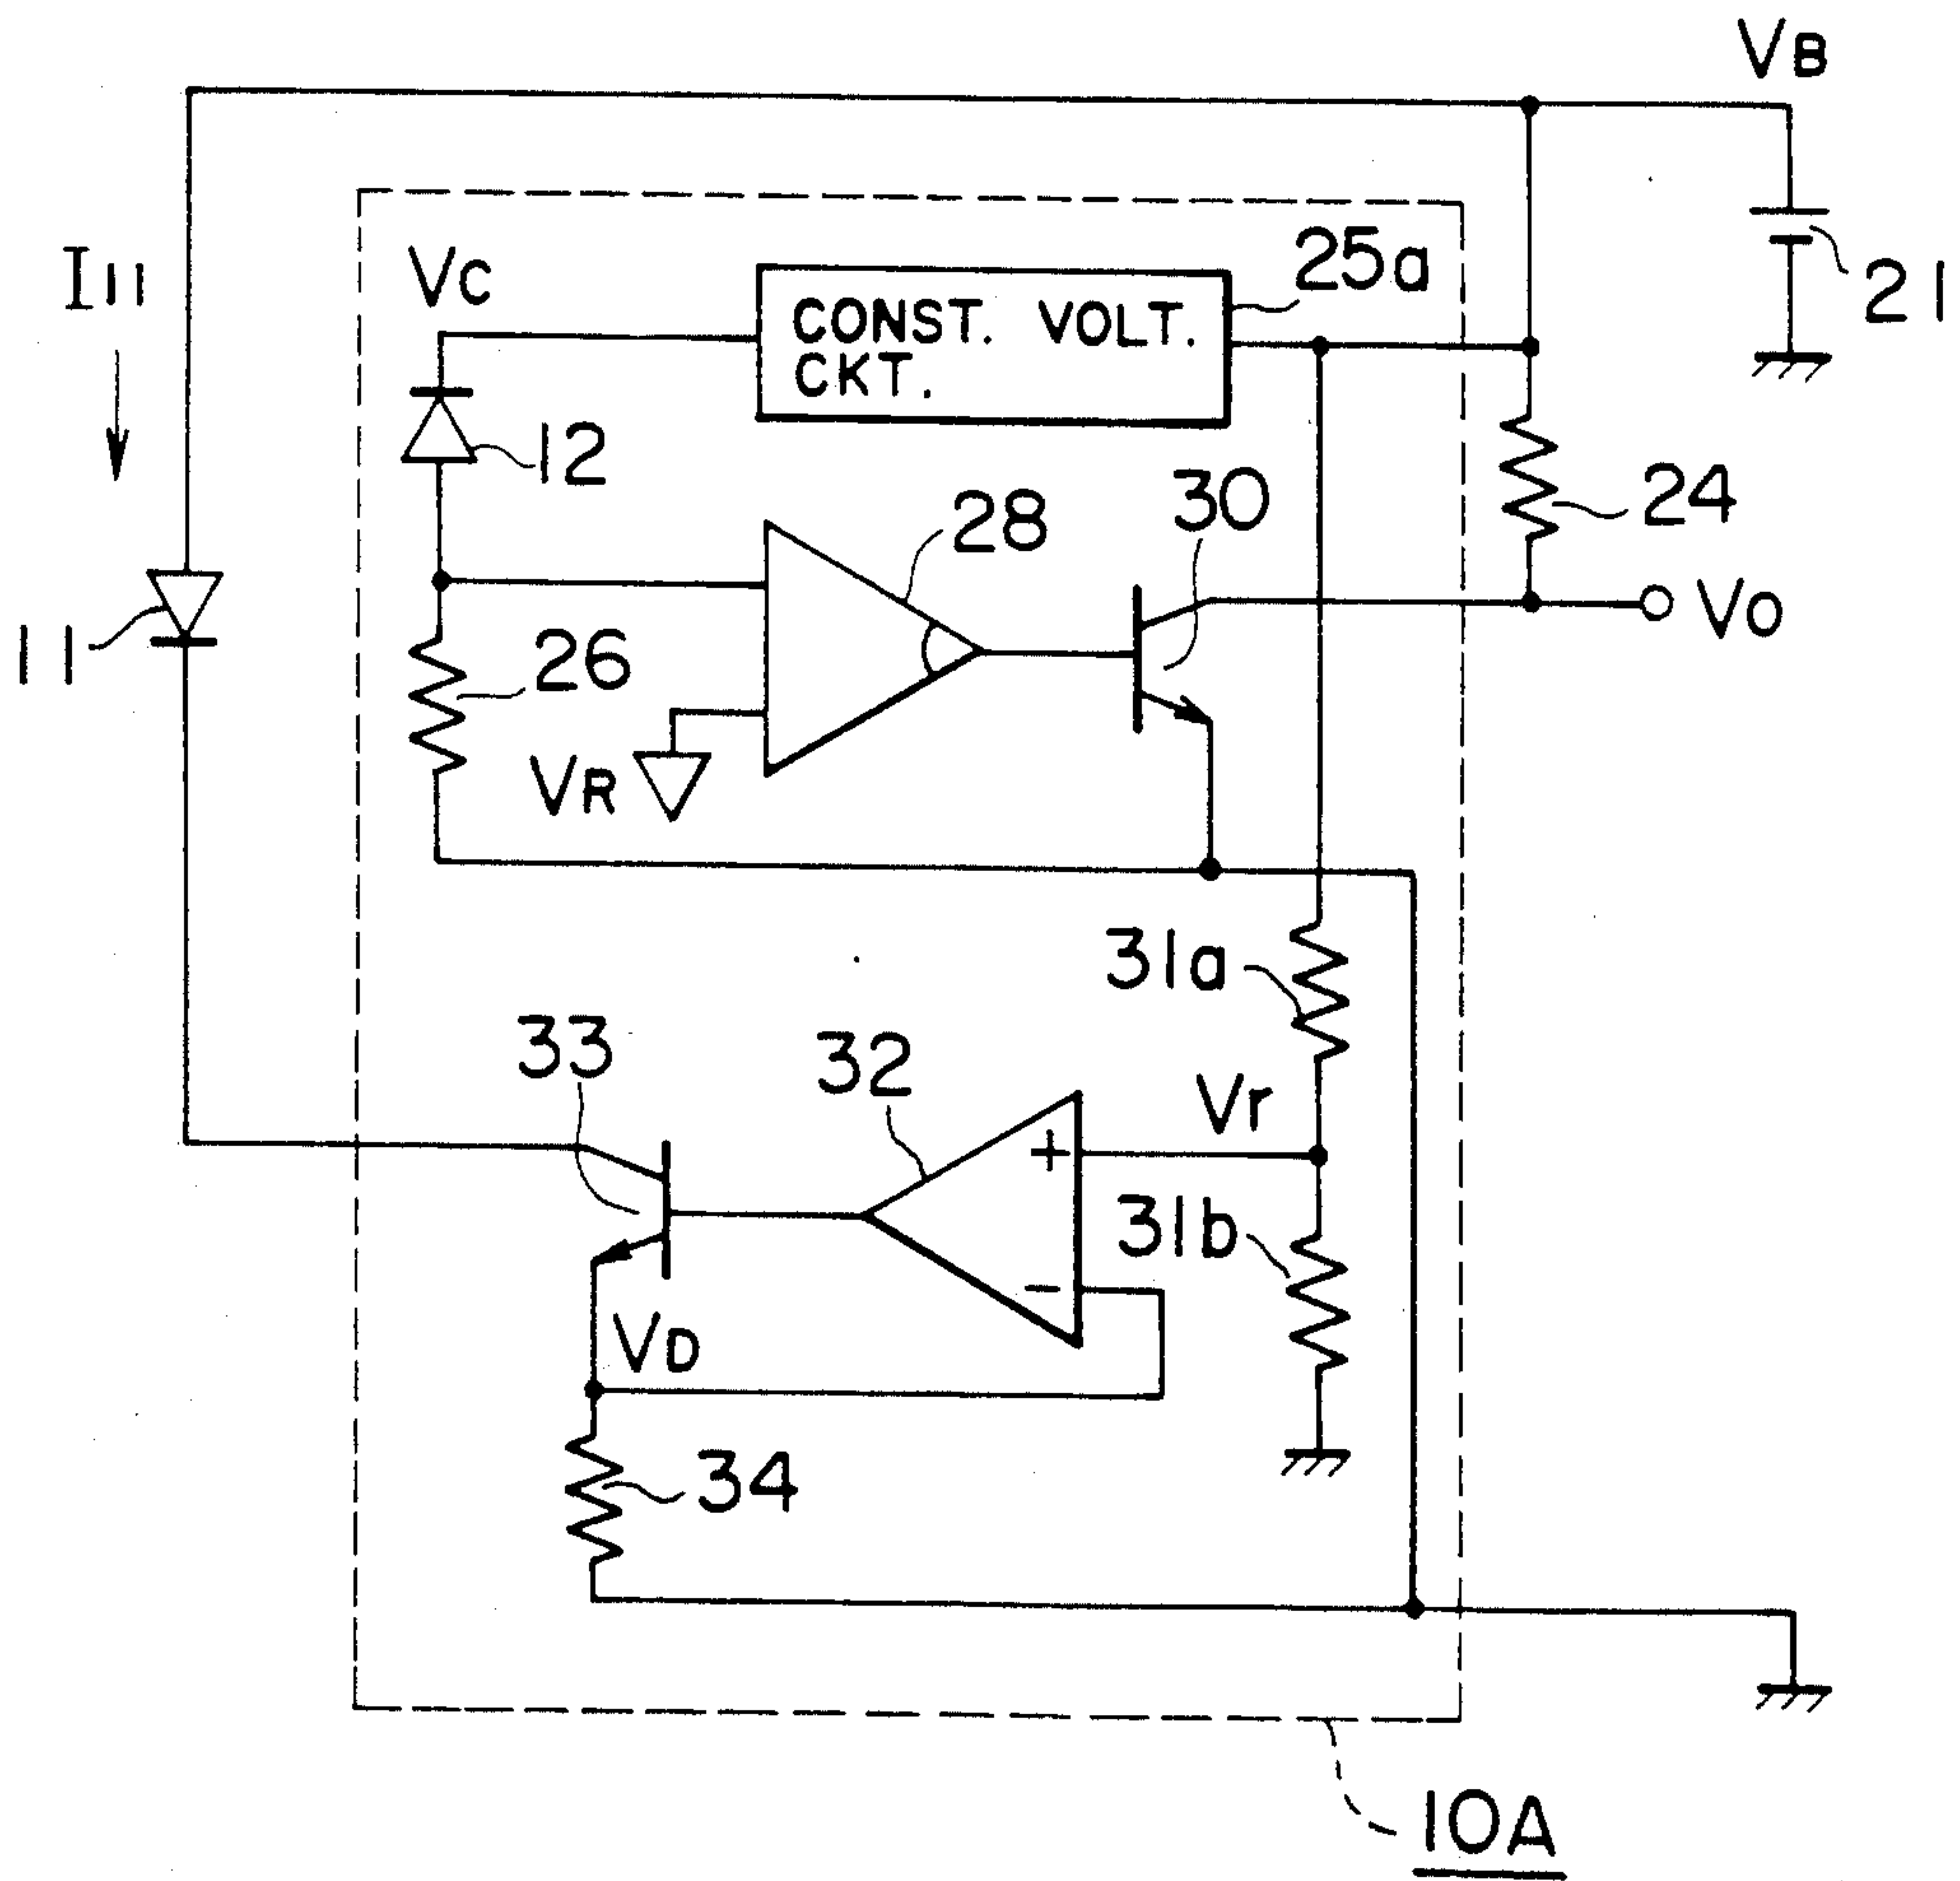 VB
I11
VC
25a
CONST. VOLT.
CKT.
21
12
28
30
24
11
26
VO
VR
31a
33
32
Vr
+
31b
-
VD
34
10A